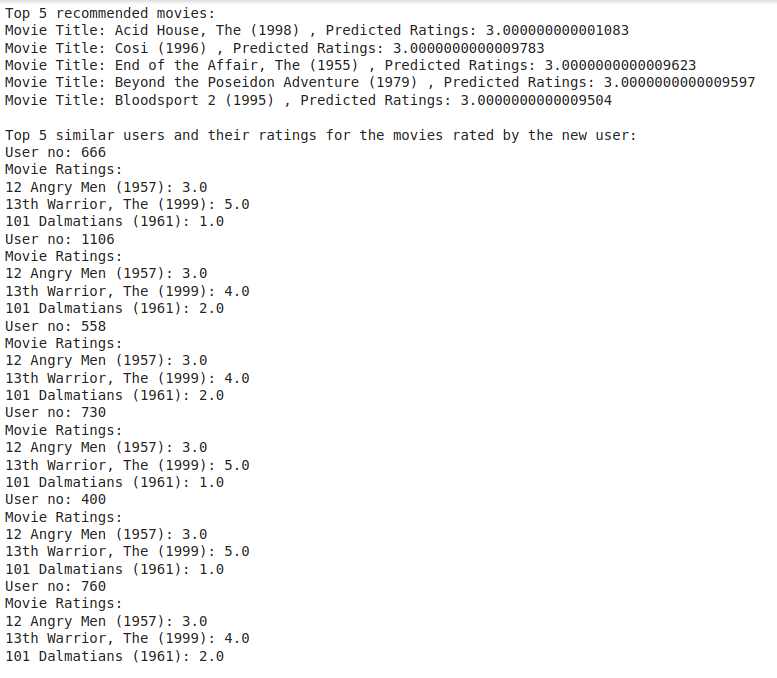 Top 5 recommended movies:
Movie Title: Acid House, The (1998) , Predicted Ratings: 3.000000000001083
Movie Title: Cosi (1996) , Predicted Ratings: 3.0000000000009783
Movie Title: End of the Affair, The (1955) , Predicted Ratings: 3.0000000000009623
Movie Title: Beyond the Poseidon Adventure (1979) , Predicted Ratings: 3.0000000000009597
Movie Title: Bloodsport 2 (1995) , Predicted Ratings: 3.0000000000009504

Top 5 similar users and their ratings for the movies rated by the new user:
User no: 666
Movie Ratings:
12 Angry Men (1957): 3.0
13th Warrior, The (1999): 5.0
101 Dalmatians (1961): 1.0
User no: 1106
Movie Ratings:
12 Angry Men (1957): 3.0
13th Warrior, The (1999): 4.0
101 Dalmatians (1961): 2.0
User no: 558
Movie Ratings:
12 Angry Men (1957): 3.0
13th Warrior, The (1999): 4.0
101 Dalmatians (1961): 2.0
User no: 730
Movie Ratings:
12 Angry Men (1957): 3.0
13th Warrior, The (1999): 5.0
101 Dalmatians (1961): 1.0
User no: 400
Movie Ratings:
12 Angry Men (1957): 3.0
13th Warrior, The (1999): 5.0
101 Dalmatians (1961): 1.0
User no: 760
Movie Ratings:
12 Angry Men (1957): 3.0
13th Warrior, The (1999): 4.0
101 Dalmatians (1961): 2.0